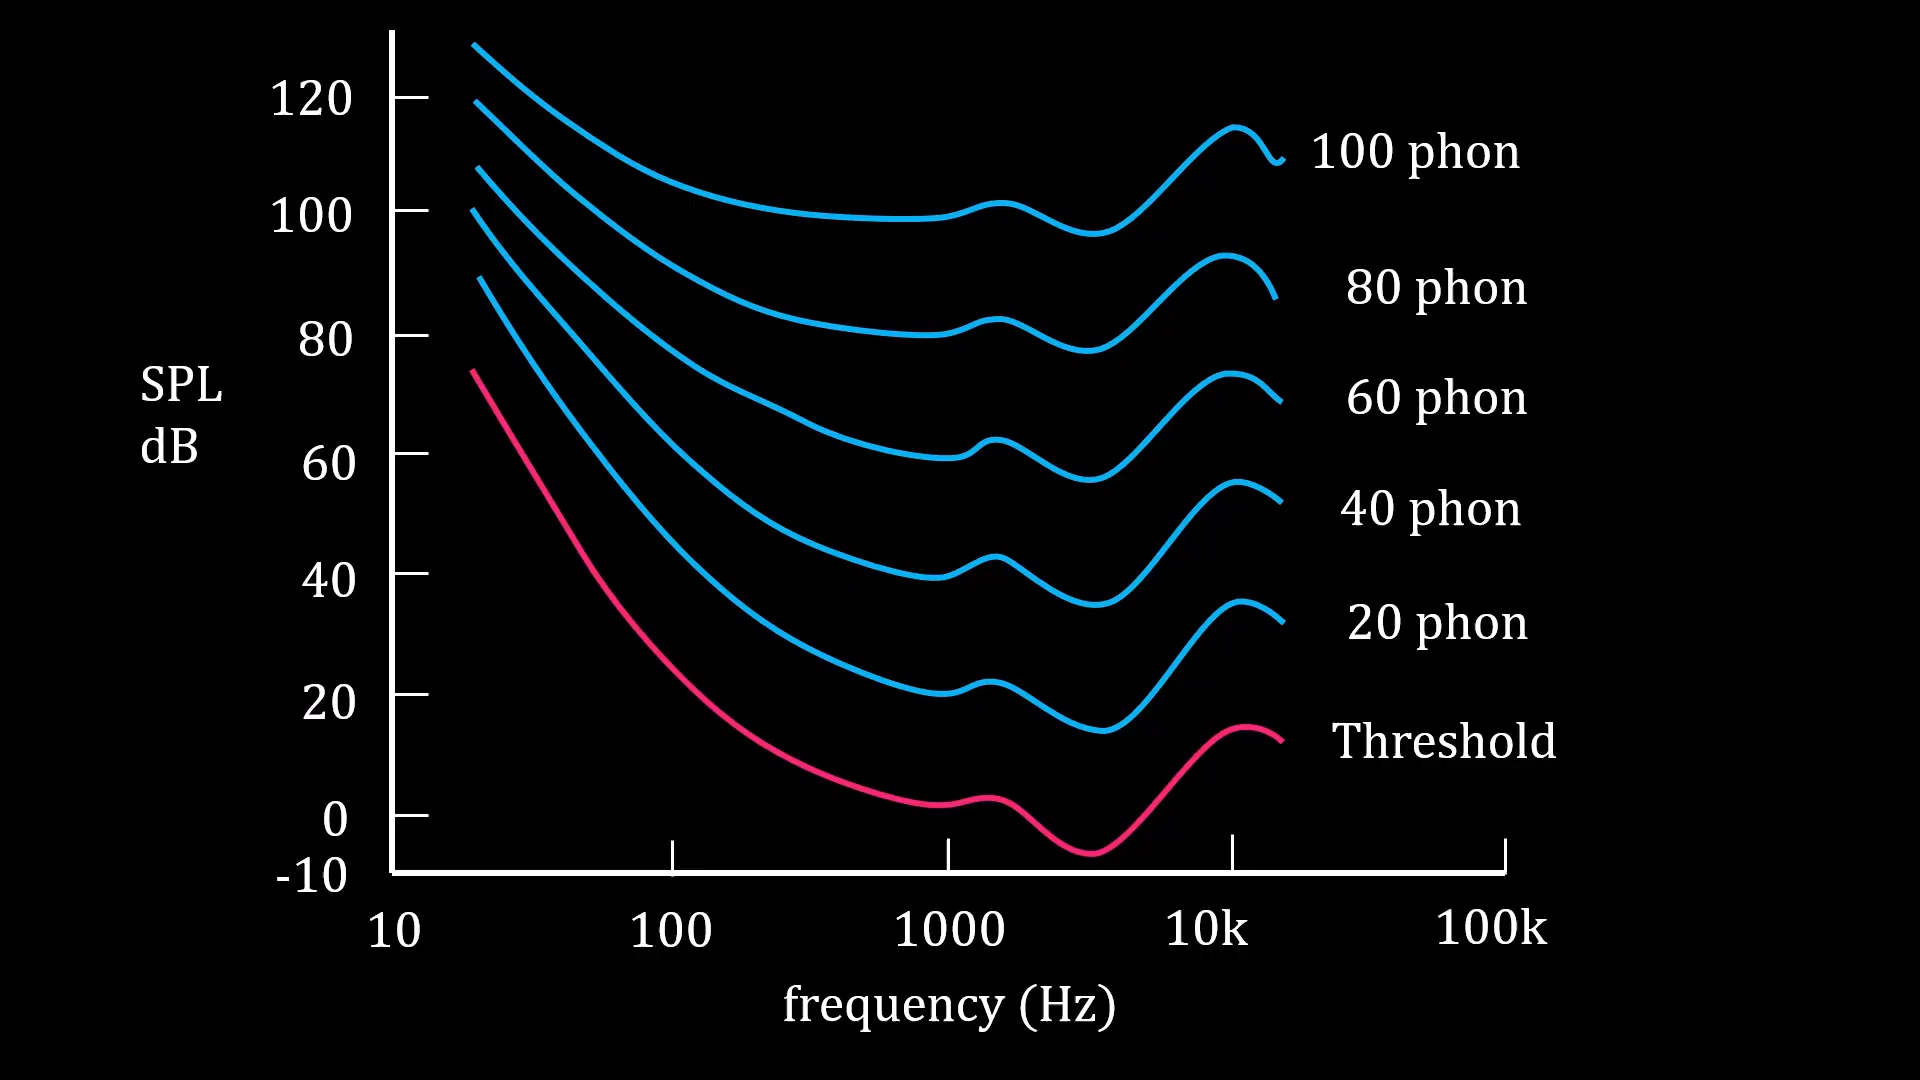 120
100
80
60
40
20
0
-10
SPL
dB
100 phon
80 phon
60 phon
40 phon
20 phon
Threshold
10 100 1000 10k 100k
frequency (Hz)